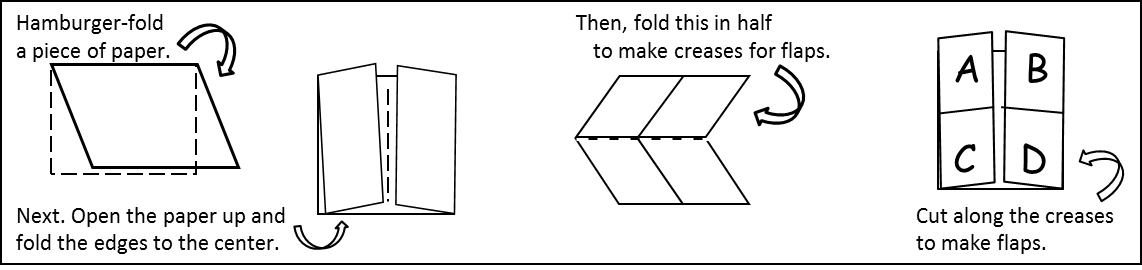 Hamburger-fold
a piece of paper.
Next. Open the paper up and
fold the edges to the center.
Then, fold this in half
to make creases for flaps.
A B
C D
Cut along the creases
to make flaps.